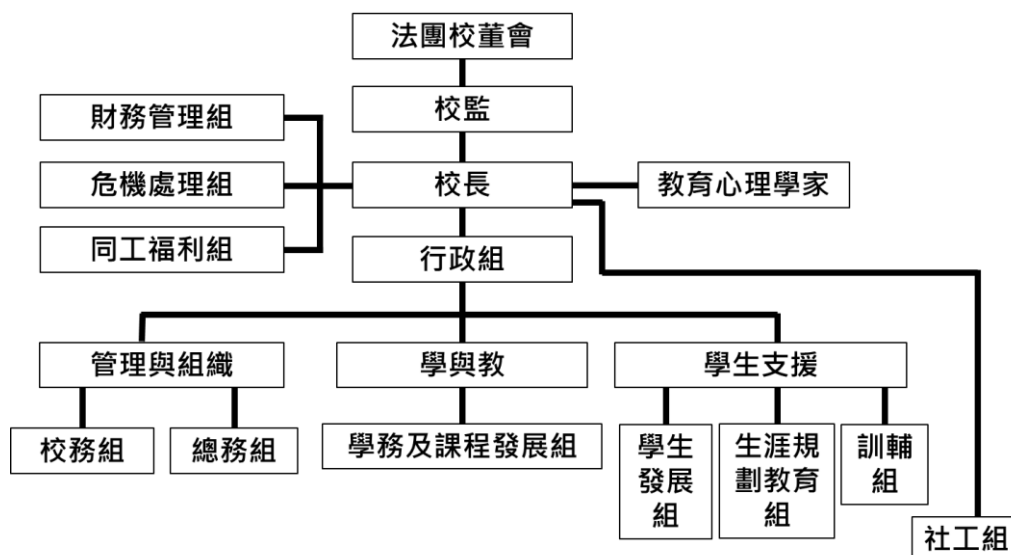 法團校董會
校監
財務管理組
危機處理組
校長
教育心理學家
同工福利組
行政組
管理與組織
學與教
學生支援
校務組
總務組
學務及課程發展組
學生
發展
組
生涯規
劃教育
組
訓輔
組
社工組